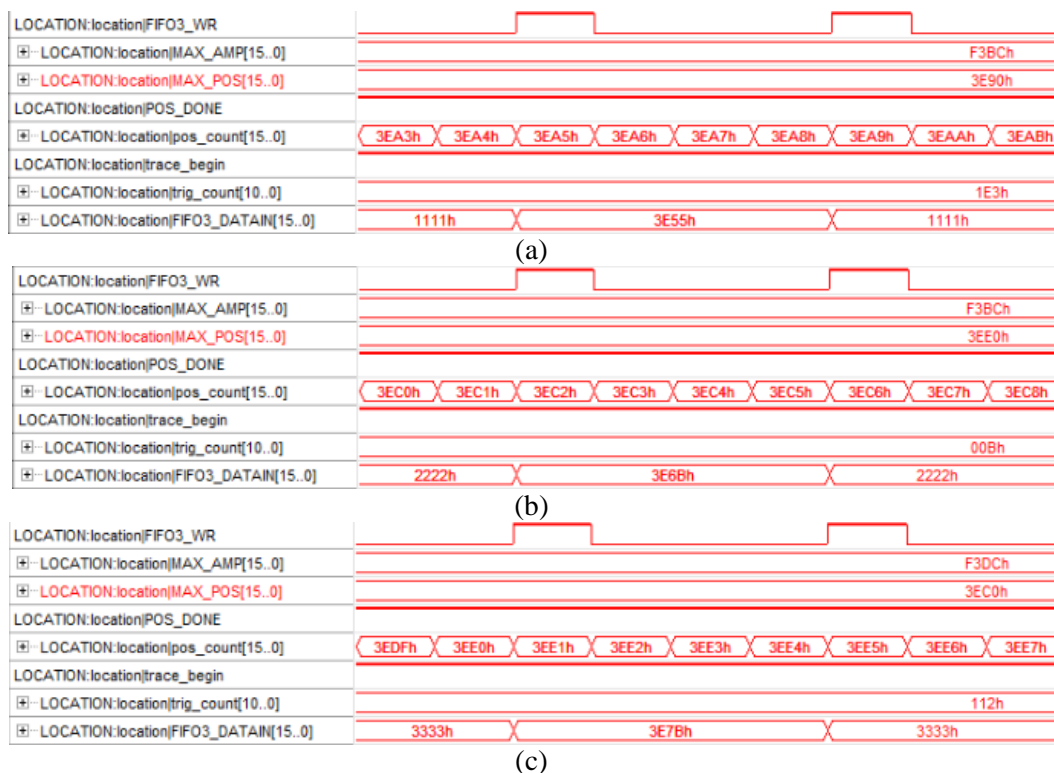 LOCATION:location|FIFO3_WR
LOCATION:location|MAX_AMP[15..0] F3BCh
LOCATION:location|MAX_POS[15..0] 3E90h
LOCATION:location|POS_DONE
LOCATION:location|pos_count[15..0] 3EA3h 3EA4h 3EA5h 3EA6h 3EA7h 3EA8h 3EA9h 3EAAh 3EABh
LOCATION:location|trace_begin
LOCATION:location|trig_count[10..0] 1E3h
LOCATION:location|FIFO3_DATAIN[15..0] 1111h 3E55h 1111h
(a)
LOCATION:location|FIFO3_WR
LOCATION:location|MAX_AMP[15..0] F3BCh
LOCATION:location|MAX_POS[15..0] 3EE0h
LOCATION:location|POS_DONE
LOCATION:location|pos_count[15..0] 3EC0h 3EC1h 3EC2h 3EC3h 3EC4h 3EC5h 3EC6h 3EC7h 3EC8h
LOCATION:location|trace_begin
LOCATION:location|trig_count[10..0] 00Bh
LOCATION:location|FIFO3_DATAIN[15..0] 2222h 3E6Bh 2222h
(b)
LOCATION:location|FIFO3_WR
LOCATION:location|MAX_AMP[15..0] F3DCh
LOCATION:location|MAX_POS[15..0] 3EC0h
LOCATION:location|POS_DONE
LOCATION:location|pos_count[15..0] 3EDFh 3EE0h 3EE1h 3EE2h 3EE3h 3EE4h 3EE5h 3EE6h 3EE7h
LOCATION:location|trace_begin
LOCATION:location|trig_count[10..0] 112h
LOCATION:location|FIFO3_DATAIN[15..0] 3333h 3E7Bh 3333h
(c)